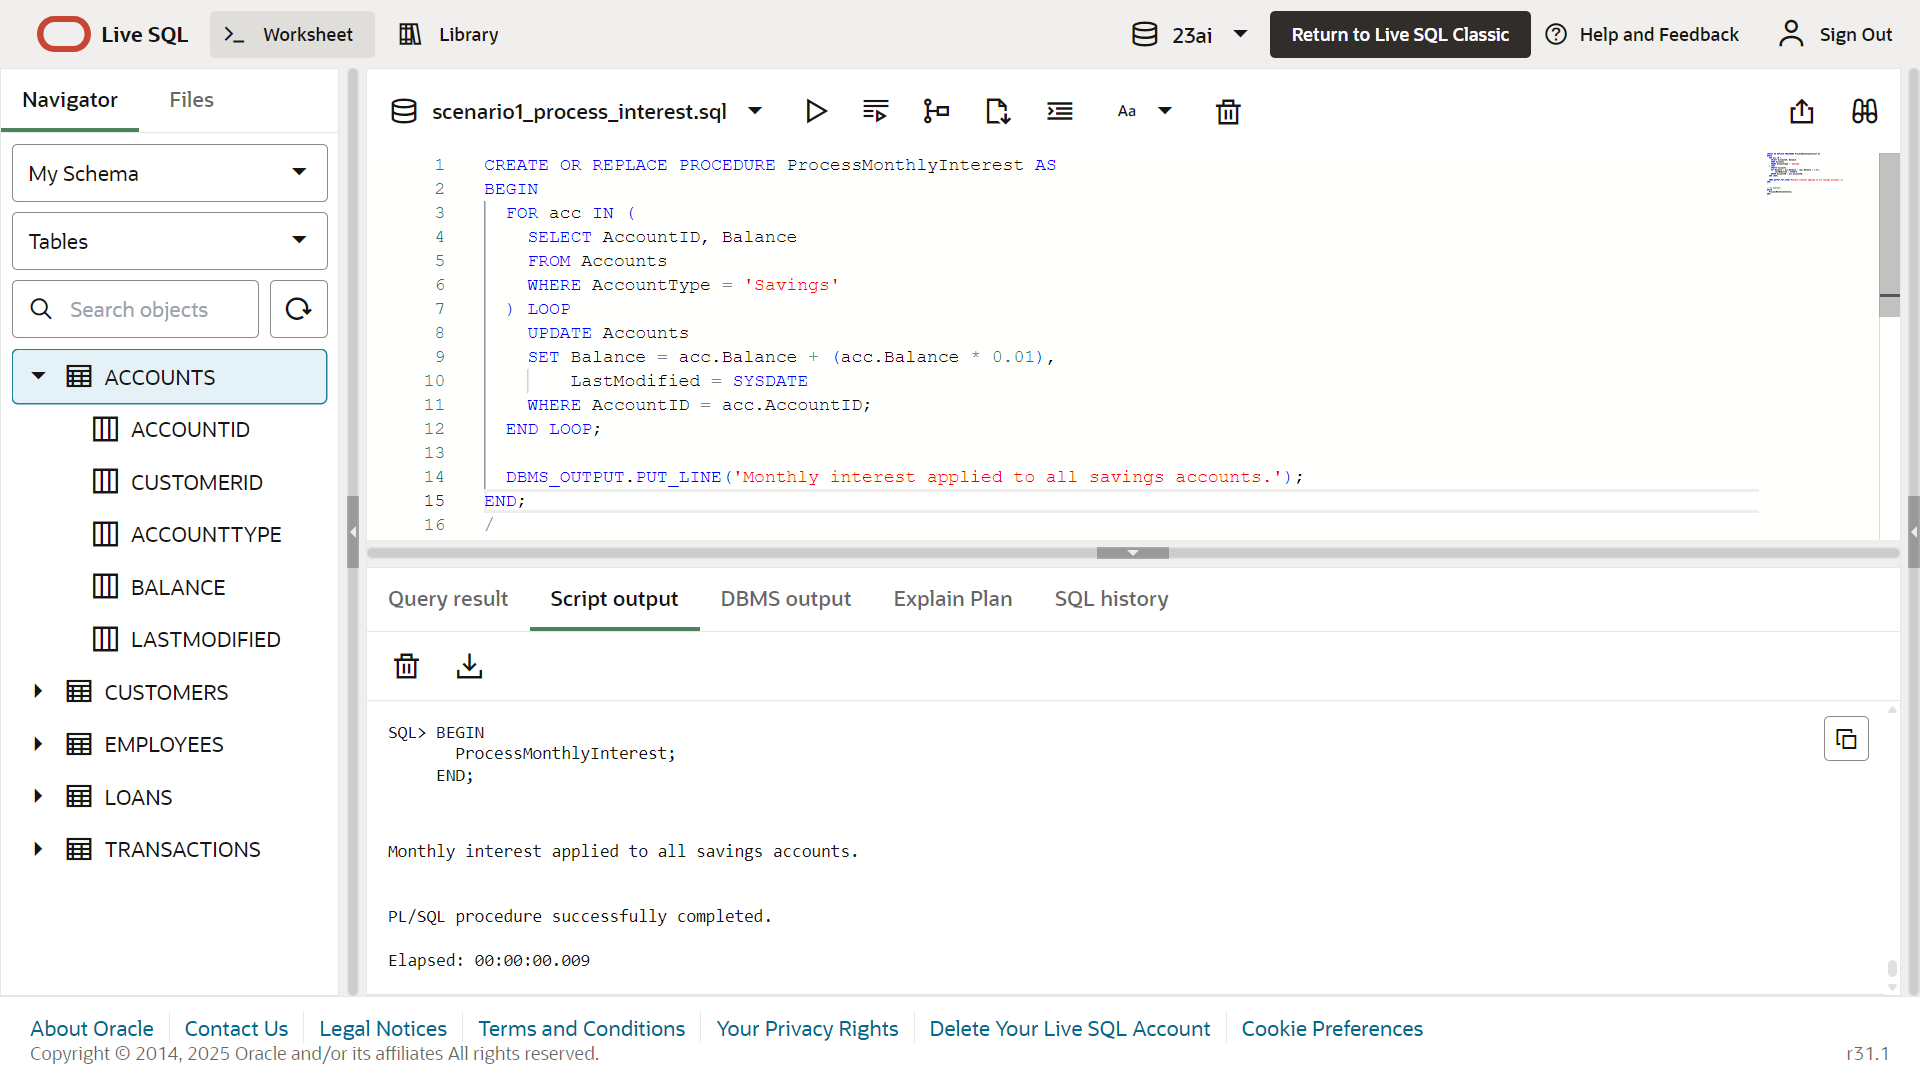 Live SQL
Worksheet
Library
23ai
Return to Live SQL Classic
Help and Feedback
Sign Out
Navigator
Files
My Schema
Tables
Search objects
ACCOUNTS
ACCOUNTID
CUSTOMERID
ACCOUNTTYPE
BALANCE
LASTMODIFIED
CUSTOMERS
EMPLOYEES
LOANS
TRANSACTIONS
scenario1_process_interest.sql
Aa
1 CREATE OR REPLACE PROCEDURE ProcessMonthlyInterest AS
2 BEGIN
3 FOR acc IN (
4 SELECT AccountID, Balance
5 FROM Accounts
6 WHERE AccountType = 'Savings'
7 ) LOOP
8 UPDATE Accounts
9 SET Balance = acc.Balance + (acc.Balance * 0.01),
10 LastModified = SYSDATE
11 WHERE AccountID = acc.AccountID;
12 END LOOP;
13
14 DBMS_OUTPUT.PUT_LINE('Monthly interest applied to all savings accounts.');
15 END;
16 /
Query result
Script output
DBMS output
Explain Plan
SQL history
SQL> BEGIN
ProcessMonthlyInterest;
END;
Monthly interest applied to all savings accounts.
PL/SQL procedure successfully completed.
Elapsed: 00:00:00.009
About Oracle
Contact Us
Legal Notices
Terms and Conditions
Your Privacy Rights
Delete Your Live SQL Account
Cookie Preferences
Copyright © 2014, 2025 Oracle and/or its affiliates All rights reserved.
r31.1